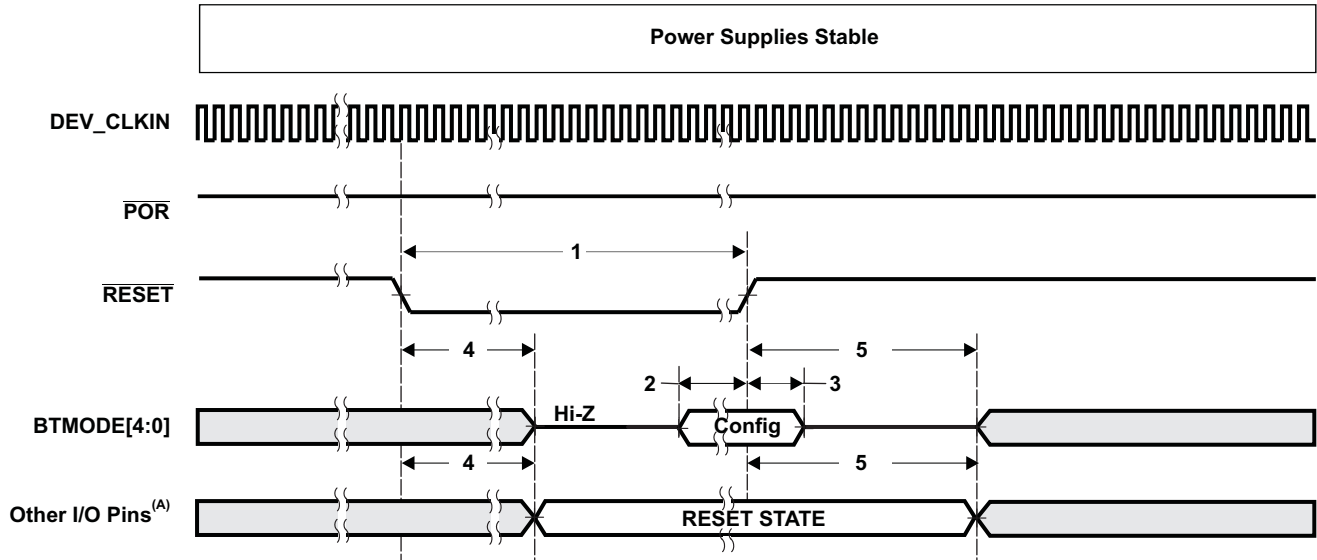 Power Supplies Stable
DEV_CLKIN
POR
1
RESET
4
5
2
3
BTMODE[4:0]
Hi-Z
Config
4
5
Other I/O Pins(A)
RESET STATE